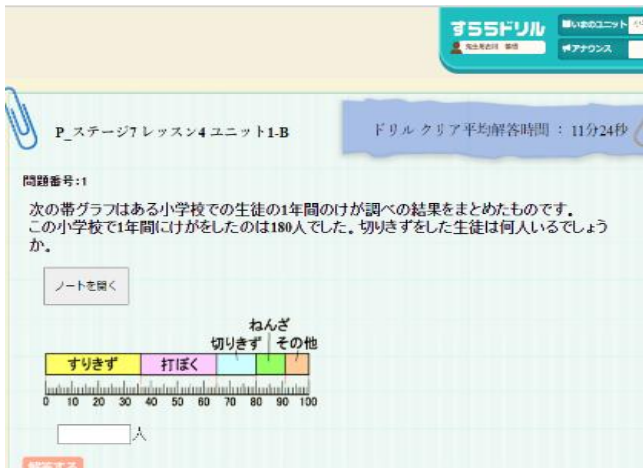 すららドリル
いまのユニット
アナウンス
P_ステージ7 レッスン4 ユニット1-B
ドリル クリア平均解答時間 : 11分24秒
問題番号:1
次の帯グラフはある小学校での生徒の1年間のけが調べの結果をまとめたものです。
この小学校で1年間にけがをしたのは180人でした。切りきずをした生徒は何人いるでしょう
か。
ノートを開く
ねんざ
切りきず その他
すりきず 打ぼく
0 10 20 30 40 50 60 70 80 90 100
人
解答する